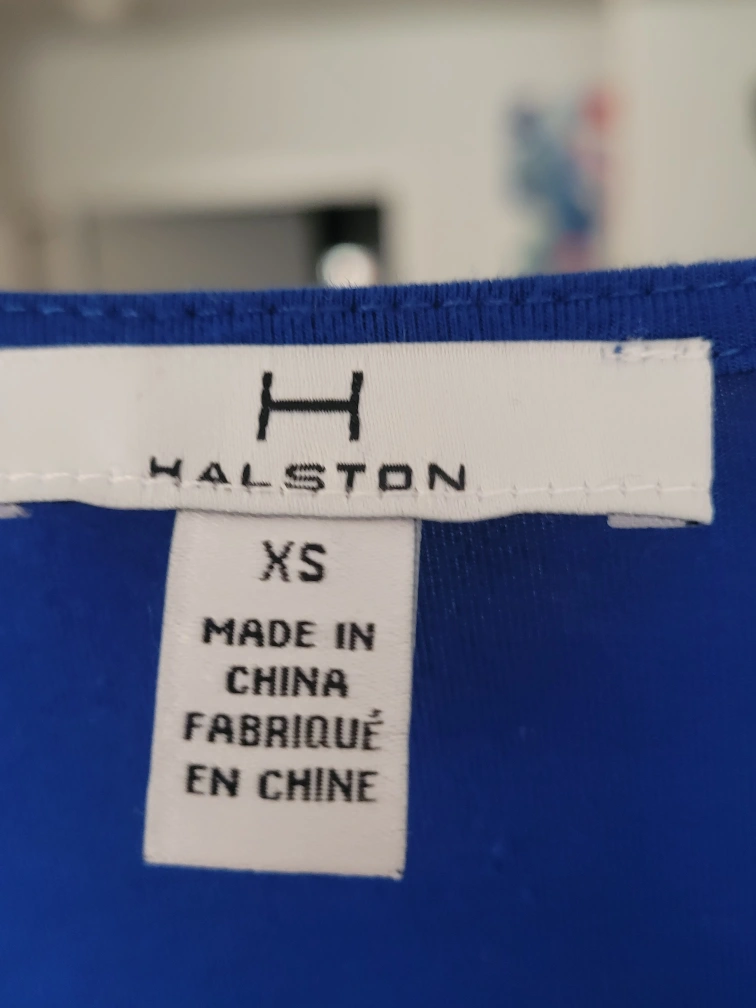 H
HALSTON
XS
MADE IN
CHINA
FABRIQUÉ
EN CHINE